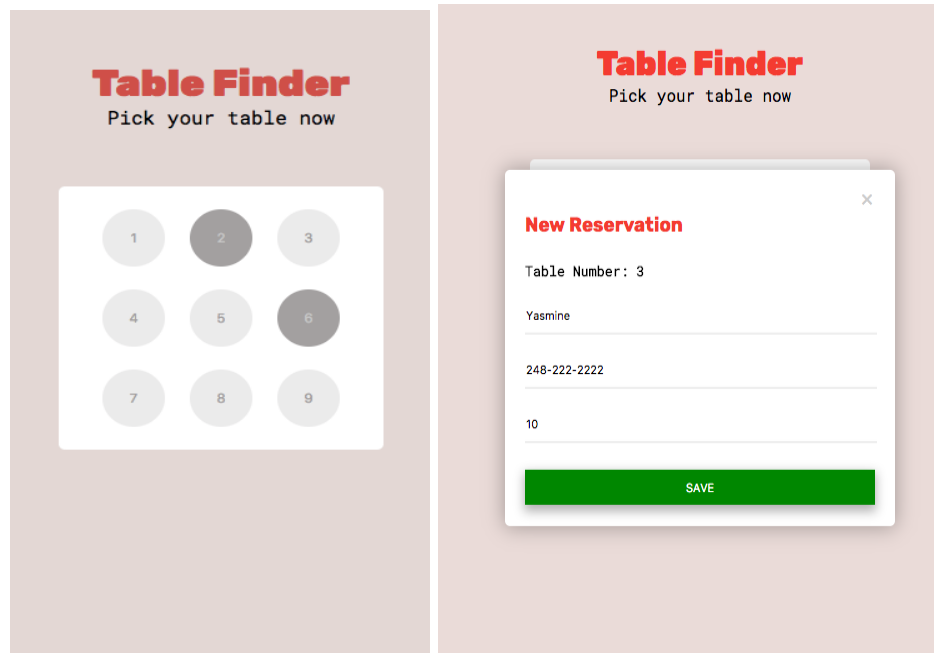 Table Finder
Pick your table now
1 2 3
4 5 6
7 8 9
Table Finder
Pick your table now
×
New Reservation
Table Number: 3
Yasmine
248-222-2222
10
SAVE